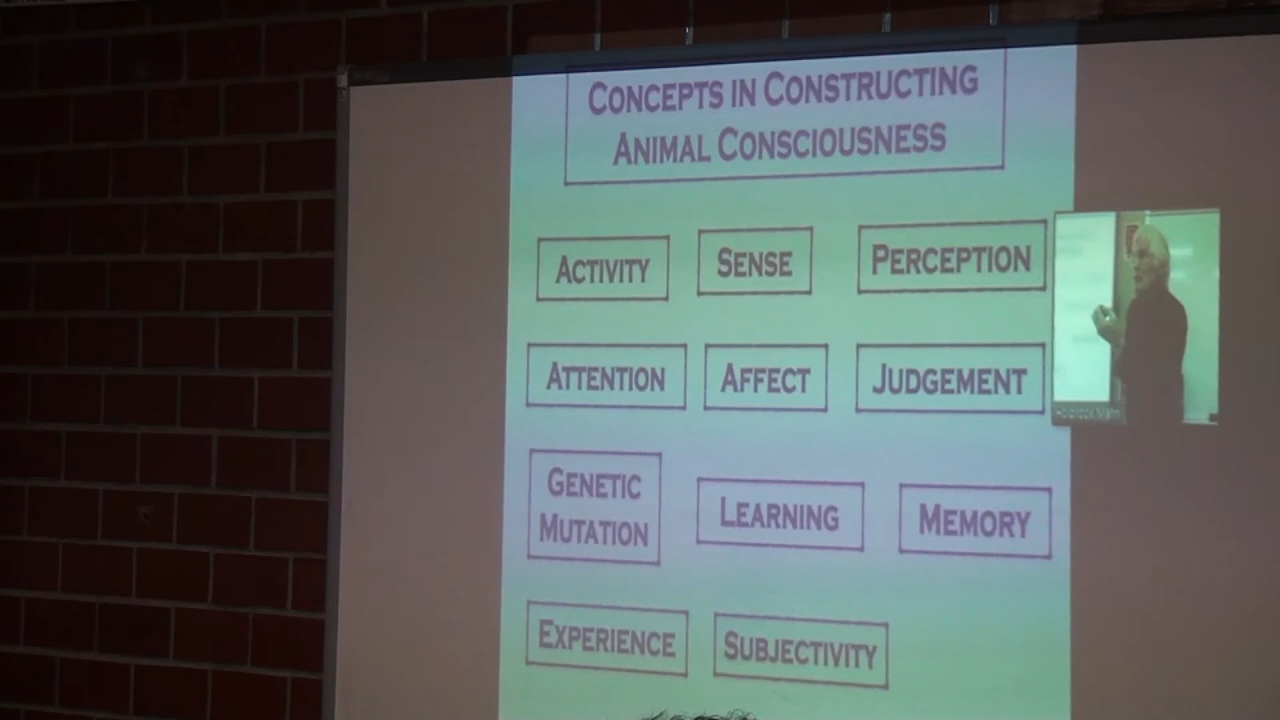 CONCEPTS IN CONSTRUCTING
ANIMAL CONSCIOUSNESS
ACTIVITY
SENSE
PERCEPTION
ATTENTION
AFFECT
JUDGEMENT
GENETIC
MUTATION
LEARNING
MEMORY
EXPERIENCE
SUBJECTIVITY